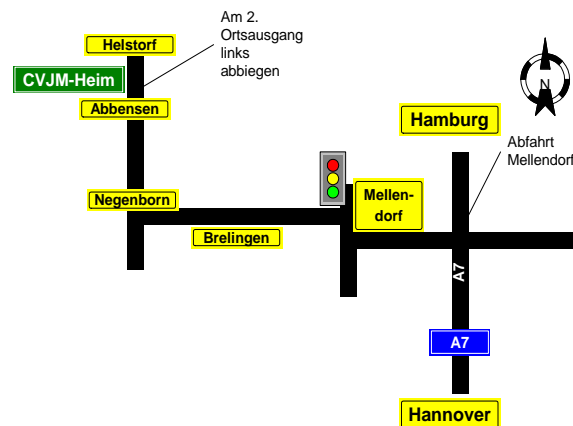 Am 2.
Ortsausgang
links
abbiegen
Helstorf
CVJM-Heim
Abbensen
N
Hamburg
Abfahrt
Mellendorf
Negenborn
Mellen-
dorf
Brelingen
A7
A7
Hannover